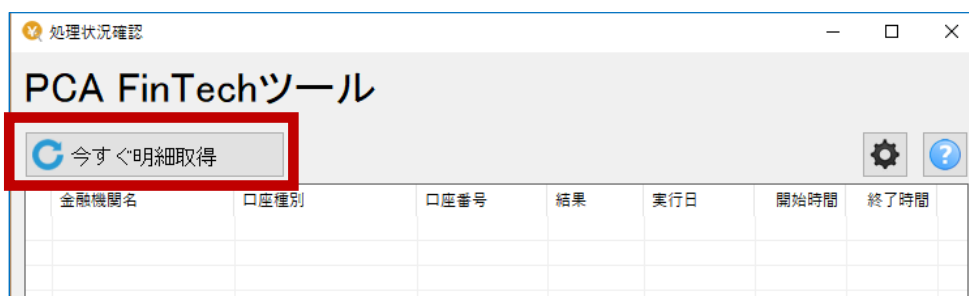 処理状況確認
PCA FinTechツール
今すぐ明細取得
?
金融機関名 口座種別 口座番号 結果 実行日 開始時間 終了時間